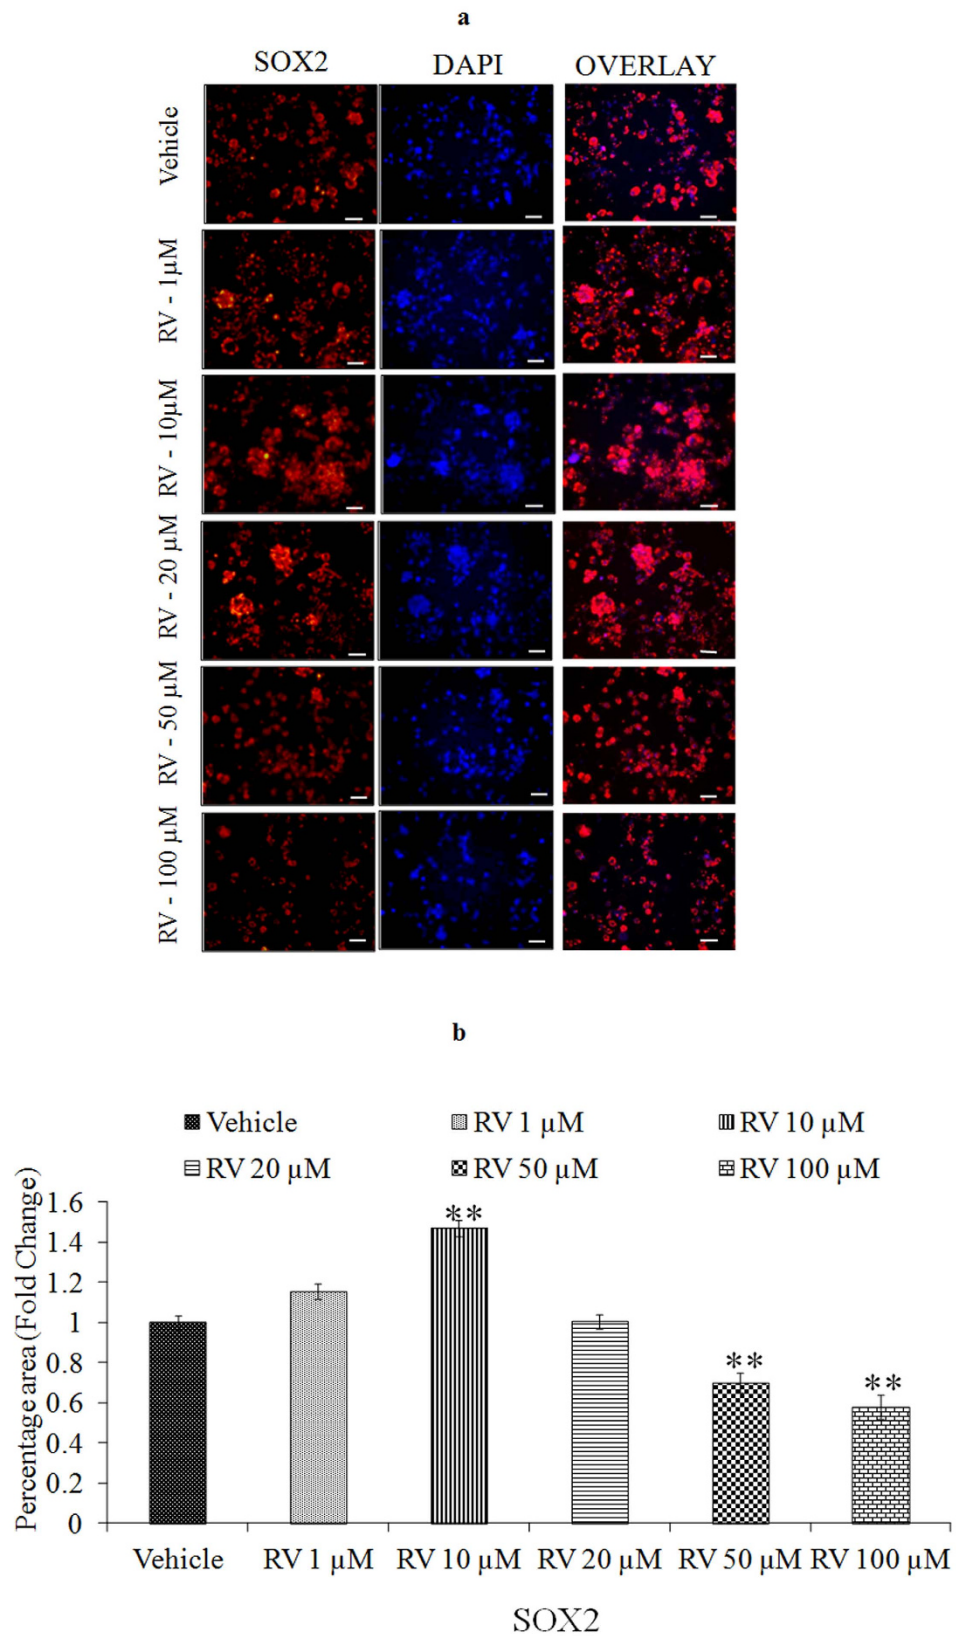 a
SOX2 DAPI OVERLAY
Vehicle
RV - 1µM
RV - 10µM
RV - 20 µM
RV - 50 µM
RV - 100 µM
b
Vehicle RV 1 µM RV 10 µM
RV 20 µM RV 50 µM RV 100 µM
Percentage area (Fold Change)
1.6
1.4
1.2
1
0.8
0.6
0.4
0.2
0
**
**
**
Vehicle RV 1 µM RV 10 µM RV 20 µM RV 50 µM RV 100 µM
SOX2